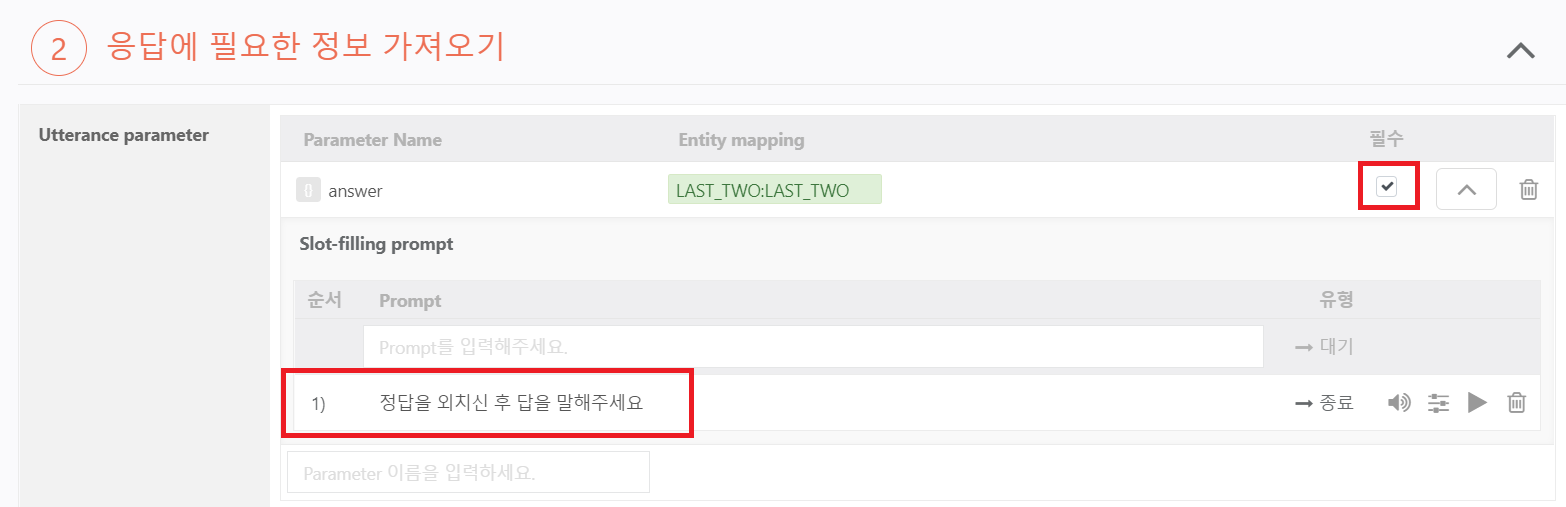 2 응답에 필요한 정보 가져오기
Utterance parameter
Parameter Name Entity mapping 필수
{} answer LAST_TWO:LAST_TWO
Slot-filling prompt
순서 Prompt 유형
Prompt를 입력해주세요. → 대기
1) 정답을 외치신 후 답을 말해주세요 → 종료
Parameter 이름을 입력하세요.